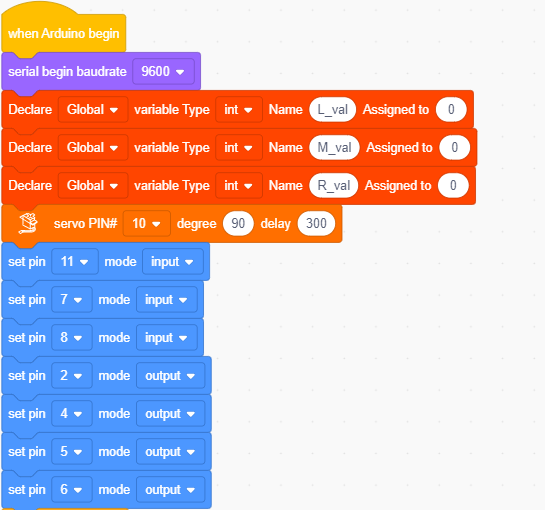 when Arduino begin
serial begin baudrate 9600
Declare Global variable Type int Name L_val Assigned to 0
Declare Global variable Type int Name M_val Assigned to 0
Declare Global variable Type int Name R_val Assigned to 0
servo PIN# 10 degree 90 delay 300
set pin 11 mode input
set pin 7 mode input
set pin 8 mode input
set pin 2 mode output
set pin 4 mode output
set pin 5 mode output
set pin 6 mode output